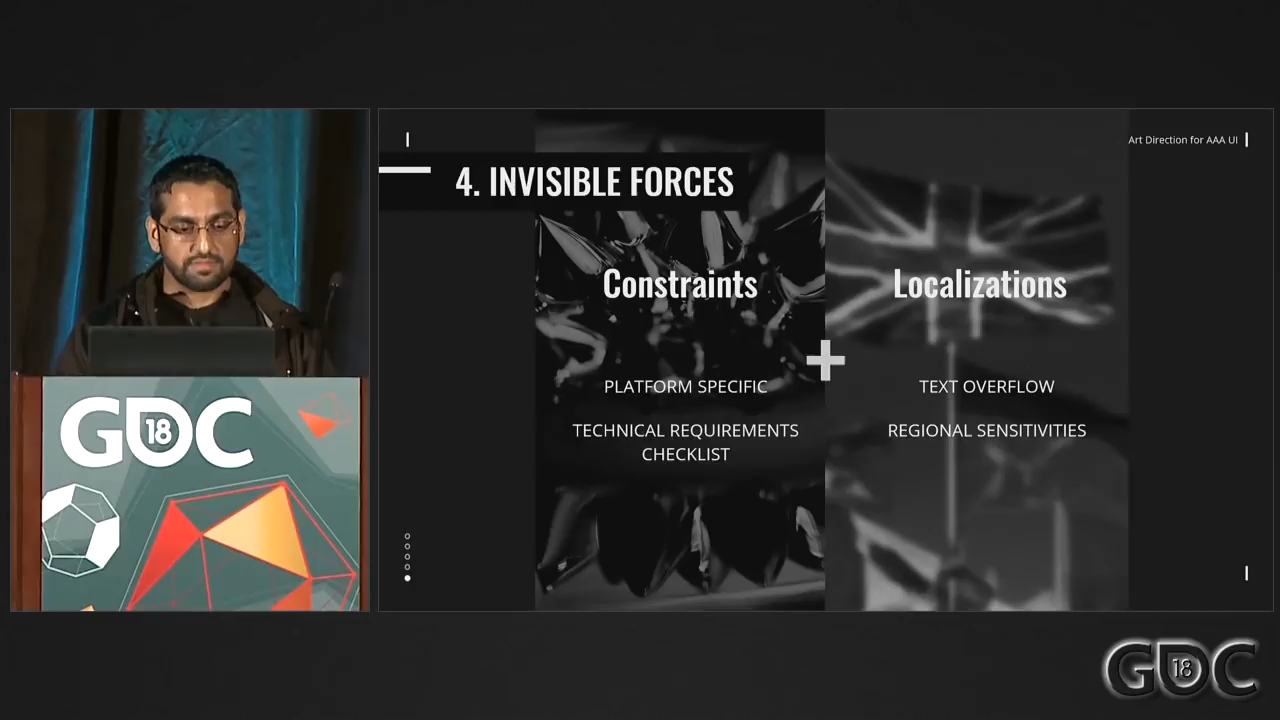 Art Direction for AAA UI
4. INVISIBLE FORCES
Constraints
Localizations
PLATFORM SPECIFIC
TEXT OVERFLOW
TECHNICAL REQUIREMENTS
CHECKLIST
REGIONAL SENSITIVITIES
GDC
18
GDC
18